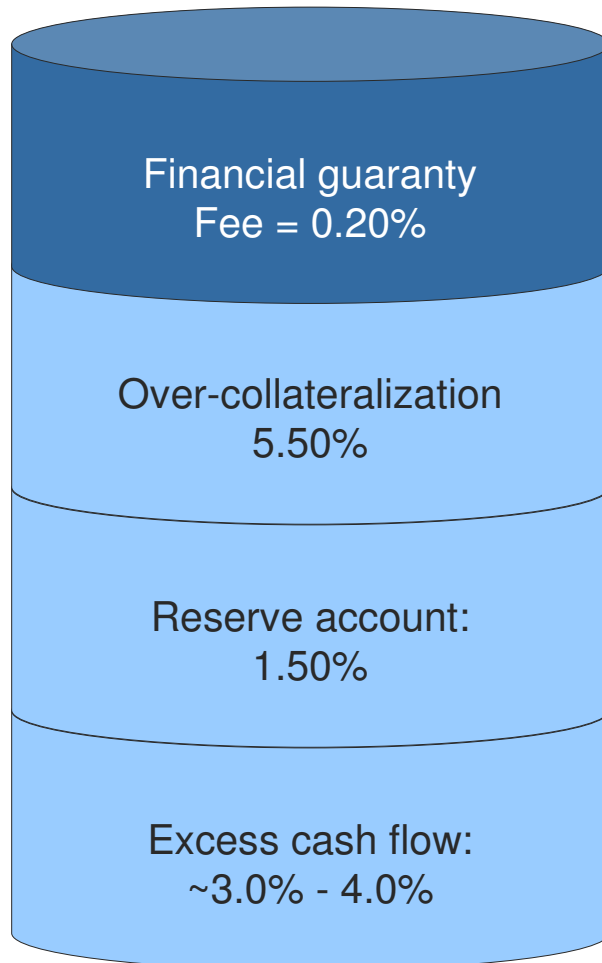 Financial guaranty
Fee = 0.20%
Over-collateralization
5.50%
Reserve account:
1.50%
Excess cash flow:
~3.0% - 4.0%